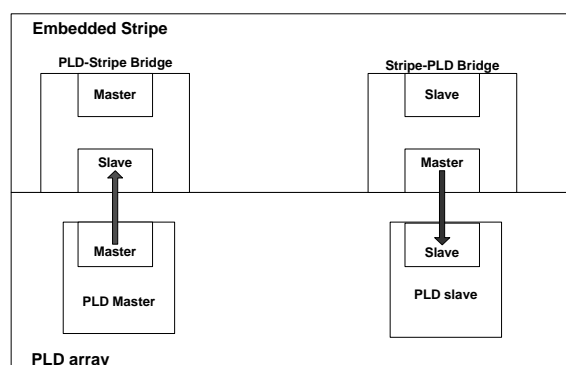 Embedded Stripe
PLD-Stripe Bridge
Stripe-PLD Bridge
Master
Slave
Slave
Master
Master
Slave
PLD Master
PLD slave
PLD array